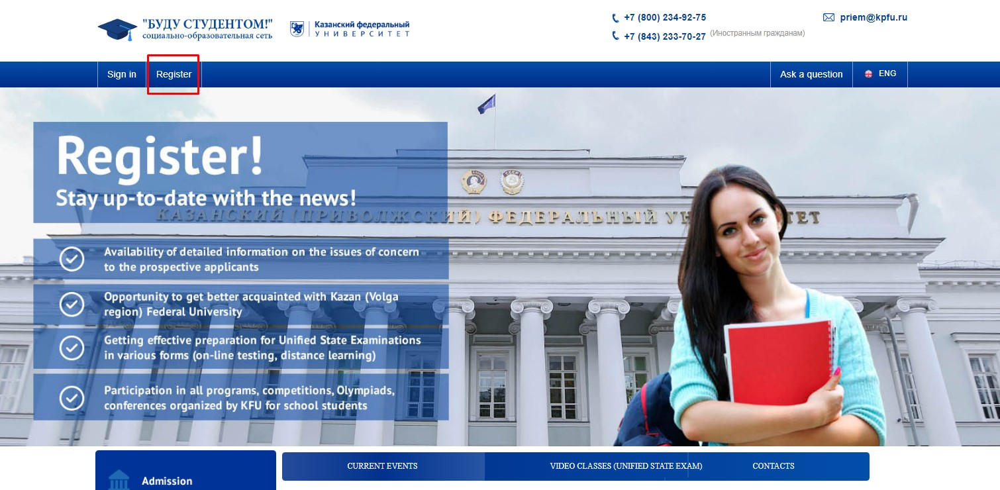 "БУДУ СТУДЕНТОМ!"
социально-образовательная сеть
Казанский федеральный
УНИВЕРСИТЕТ
+7 (800) 234-92-75
+7 (843) 233-70-27 (Иностранным гражданам)
priem@kpfu.ru
Sign in
Register
Ask a question
ENG
Register!
Stay up-to-date with the news!
КАЗАНСКИЙ (ПРИВОЛЖСКИЙ) ФЕДЕРАЛЬНЫЙ
СССР
Availability of detailed information on the issues of concern
to the prospective applicants
Opportunity to get better acquainted with Kazan (Volga
region) Federal University
Getting effective preparation for Unified State Examinations
in various forms (on-line testing, distance learning)
Participation in all programs, competitions, Olympiads,
conferences organized by KFU for school students
Admission
CURRENT EVENTS
VIDEO CLASSES (UNIFIED STATE EXAM)
CONTACTS